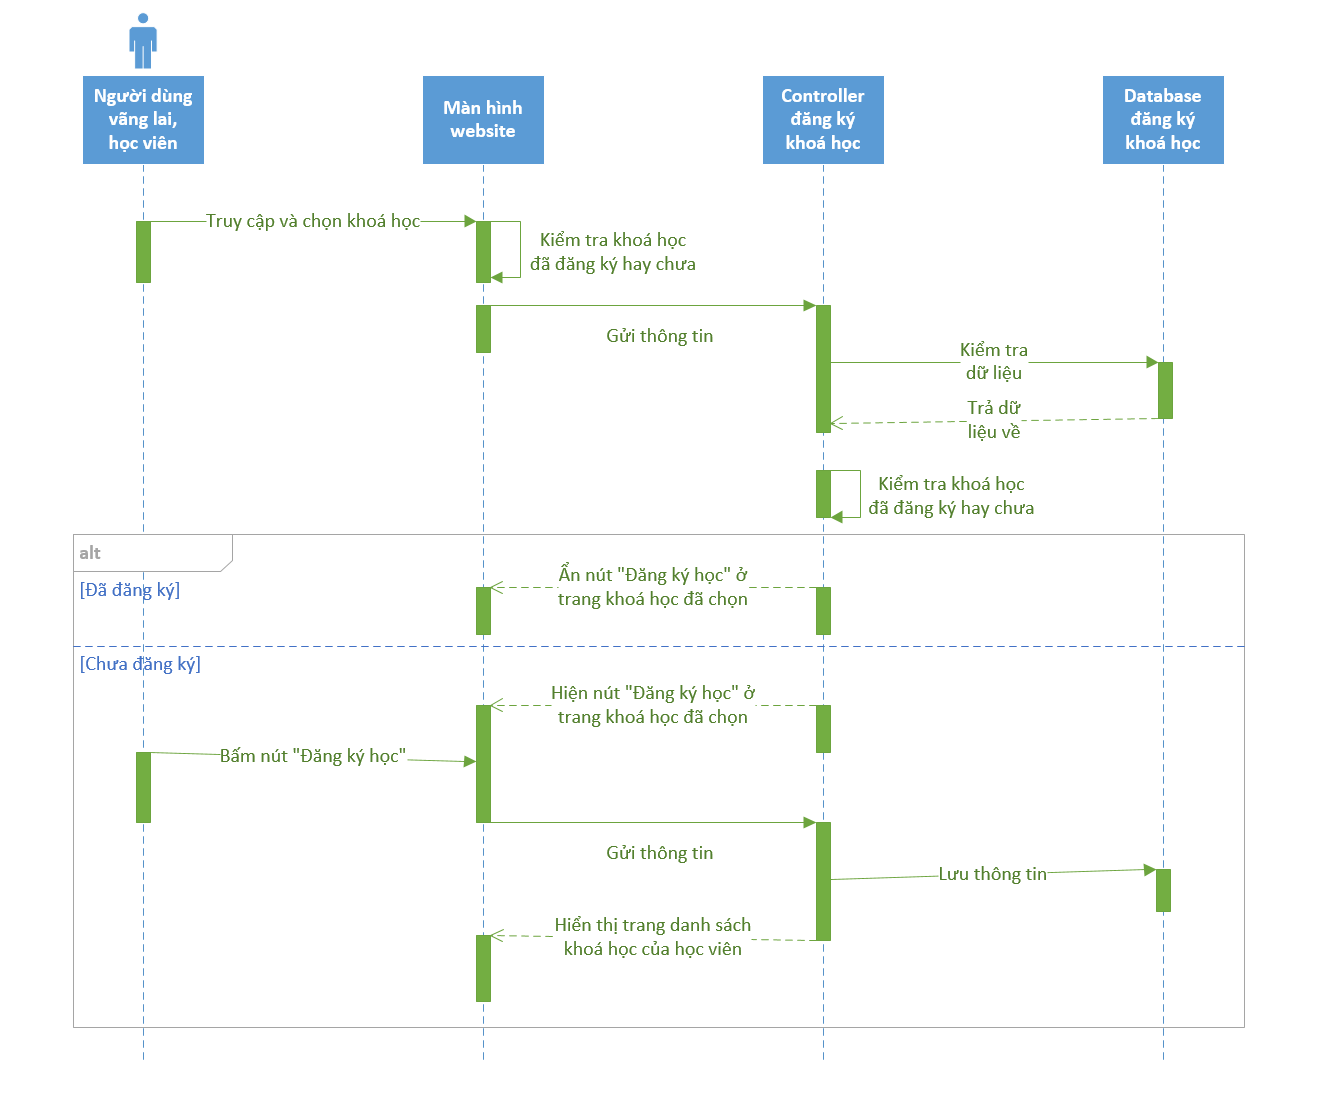 Người dùng
vãng lai,
học viên
Màn hình
website
Controller
đăng ký
khoá học
Database
đăng ký
khoá học
Truy cập và chọn khoá học
Kiểm tra khoá học
đã đăng ký hay chưa
Gửi thông tin
Kiểm tra
dữ liệu
Trả dữ
liệu về
Kiểm tra khoá học
đã đăng ký hay chưa
alt
[Đã đăng ký]
Ẩn nút "Đăng ký học" ở
trang khoá học đã chọn
[Chưa đăng ký]
Hiện nút "Đăng ký học" ở
trang khoá học đã chọn
Bấm nút "Đăng ký học"
Gửi thông tin
Lưu thông tin
Hiển thị trang danh sách
khoá học của học viên